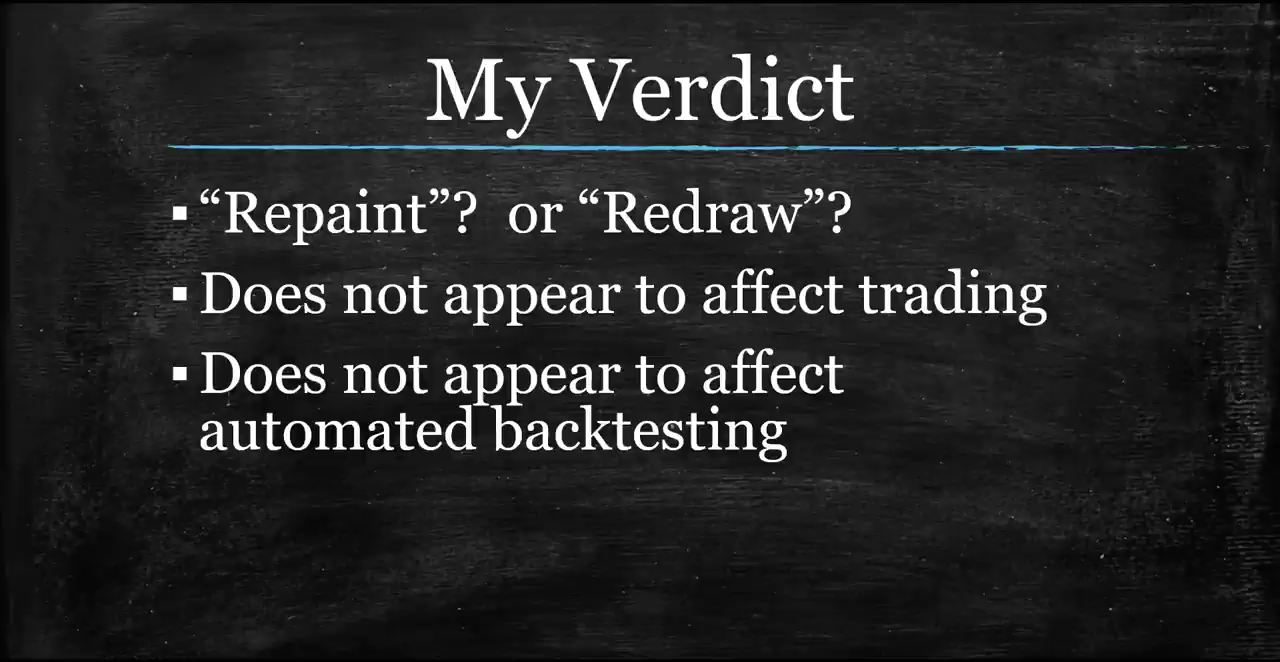 My Verdict
▪ “Repaint”?  or “Redraw”?
▪ Does not appear to affect trading
▪ Does not appear to affect
automated backtesting